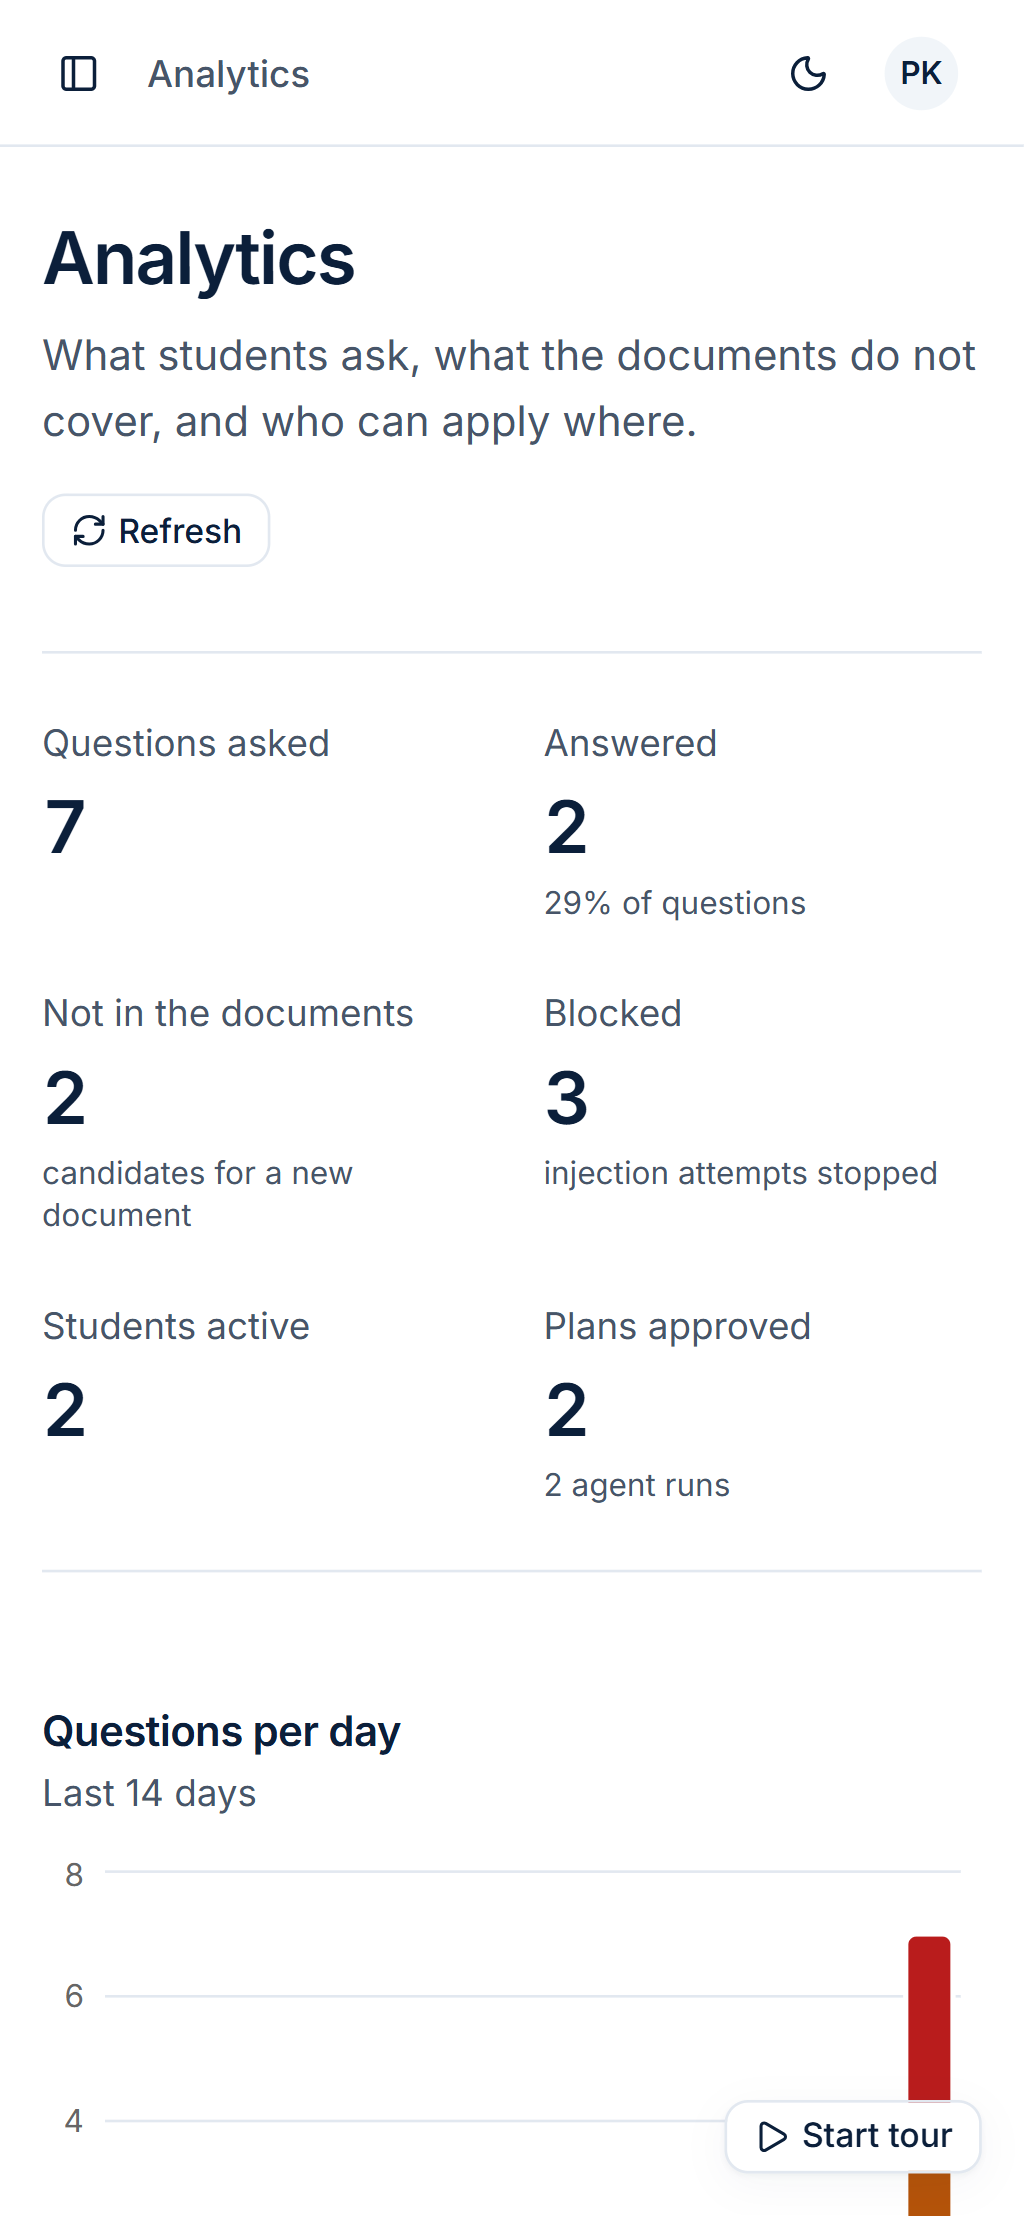 Analytics
PK
Analytics
What students ask, what the documents do not
cover, and who can apply where.
Refresh
Questions asked
7
Answered
2
29% of questions
Not in the documents
2
candidates for a new
document
Blocked
3
injection attempts stopped
Students active
2
Plans approved
2
2 agent runs
Questions per day
Last 14 days
8
6
4
Start tour